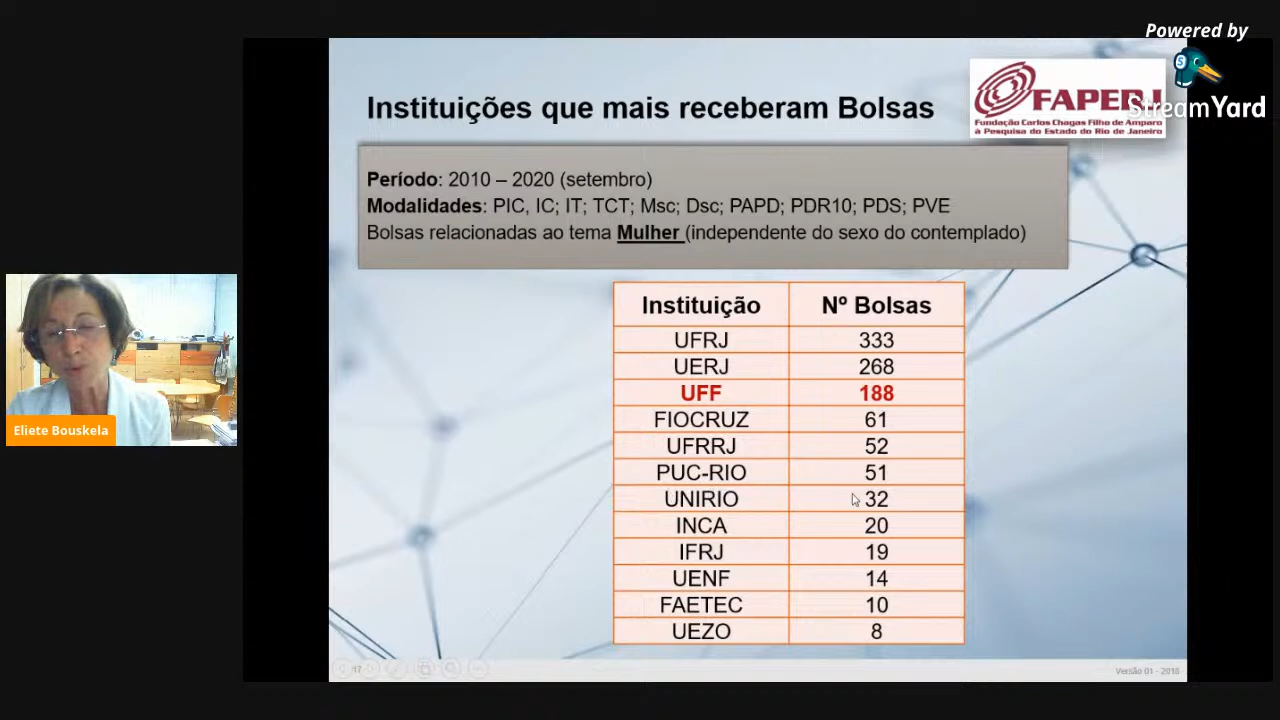 Powered by
StreamYard
Instituições que mais receberam Bolsas
FAPERJ
Fundação Carlos Chagas Filho de Amparo
à Pesquisa do Estado do Rio de Janeiro
Período: 2010 – 2020 (setembro)
Modalidades: PIC, IC; IT; TCT; Msc; Dsc; PAPD; PDR10; PDS; PVE
Bolsas relacionadas ao tema Mulher (independente do sexo do contemplado)
Instituição Nº Bolsas
UFRJ 333
UERJ 268
UFF 188
FIOCRUZ 61
UFRRJ 52
PUC-RIO 51
UNIRIO 32
INCA 20
IFRJ 19
UENF 14
FAETEC 10
UEZO 8
Eliete Bouskela
17
Versão 01 - 2018